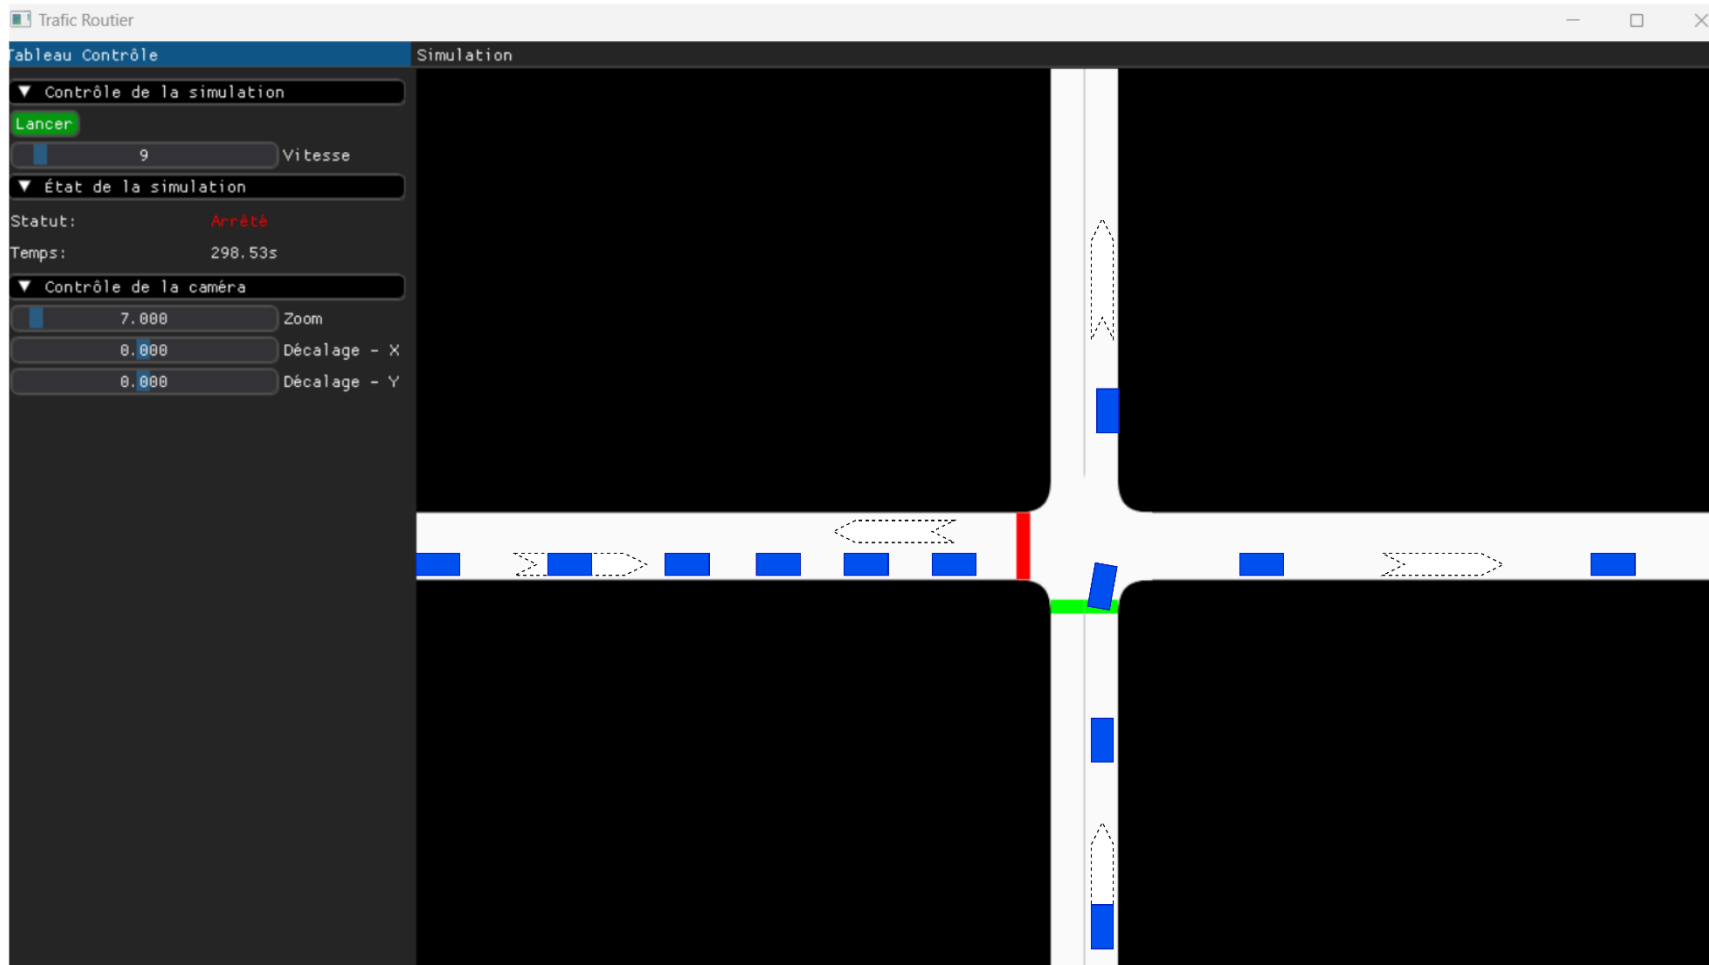 Trafic Routier
Tableau Contrôle
Simulation
Contrôle de la simulation
Lancer
9 Vitesse
État de la simulation
Statut: Arrêté
Temps: 298.53s
Contrôle de la caméra
7.000 Zoom
0.000 Décalage - X
0.000 Décalage - Y